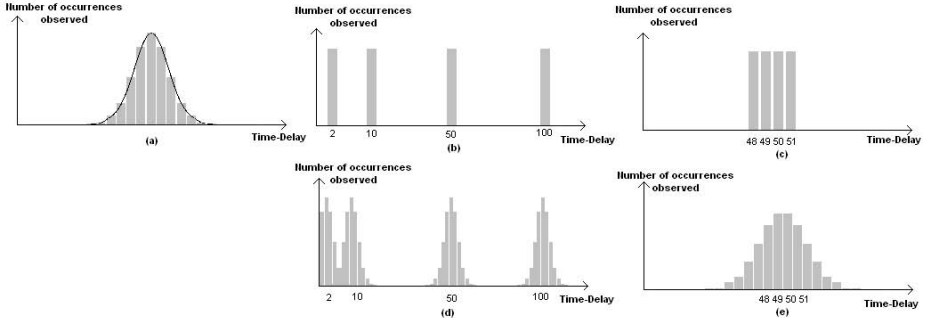 Number of occurrences
observed
Time-Delay
(a)
Number of occurrences
observed
2 10 50 100
Time-Delay
(b)
Number of occurrences
observed
48 49 50 51
Time-Delay
(c)
Number of occurrences
observed
2 10 50 100
Time-Delay
(d)
Number of occurrences
observed
48 49 50 51
Time-Delay
(e)